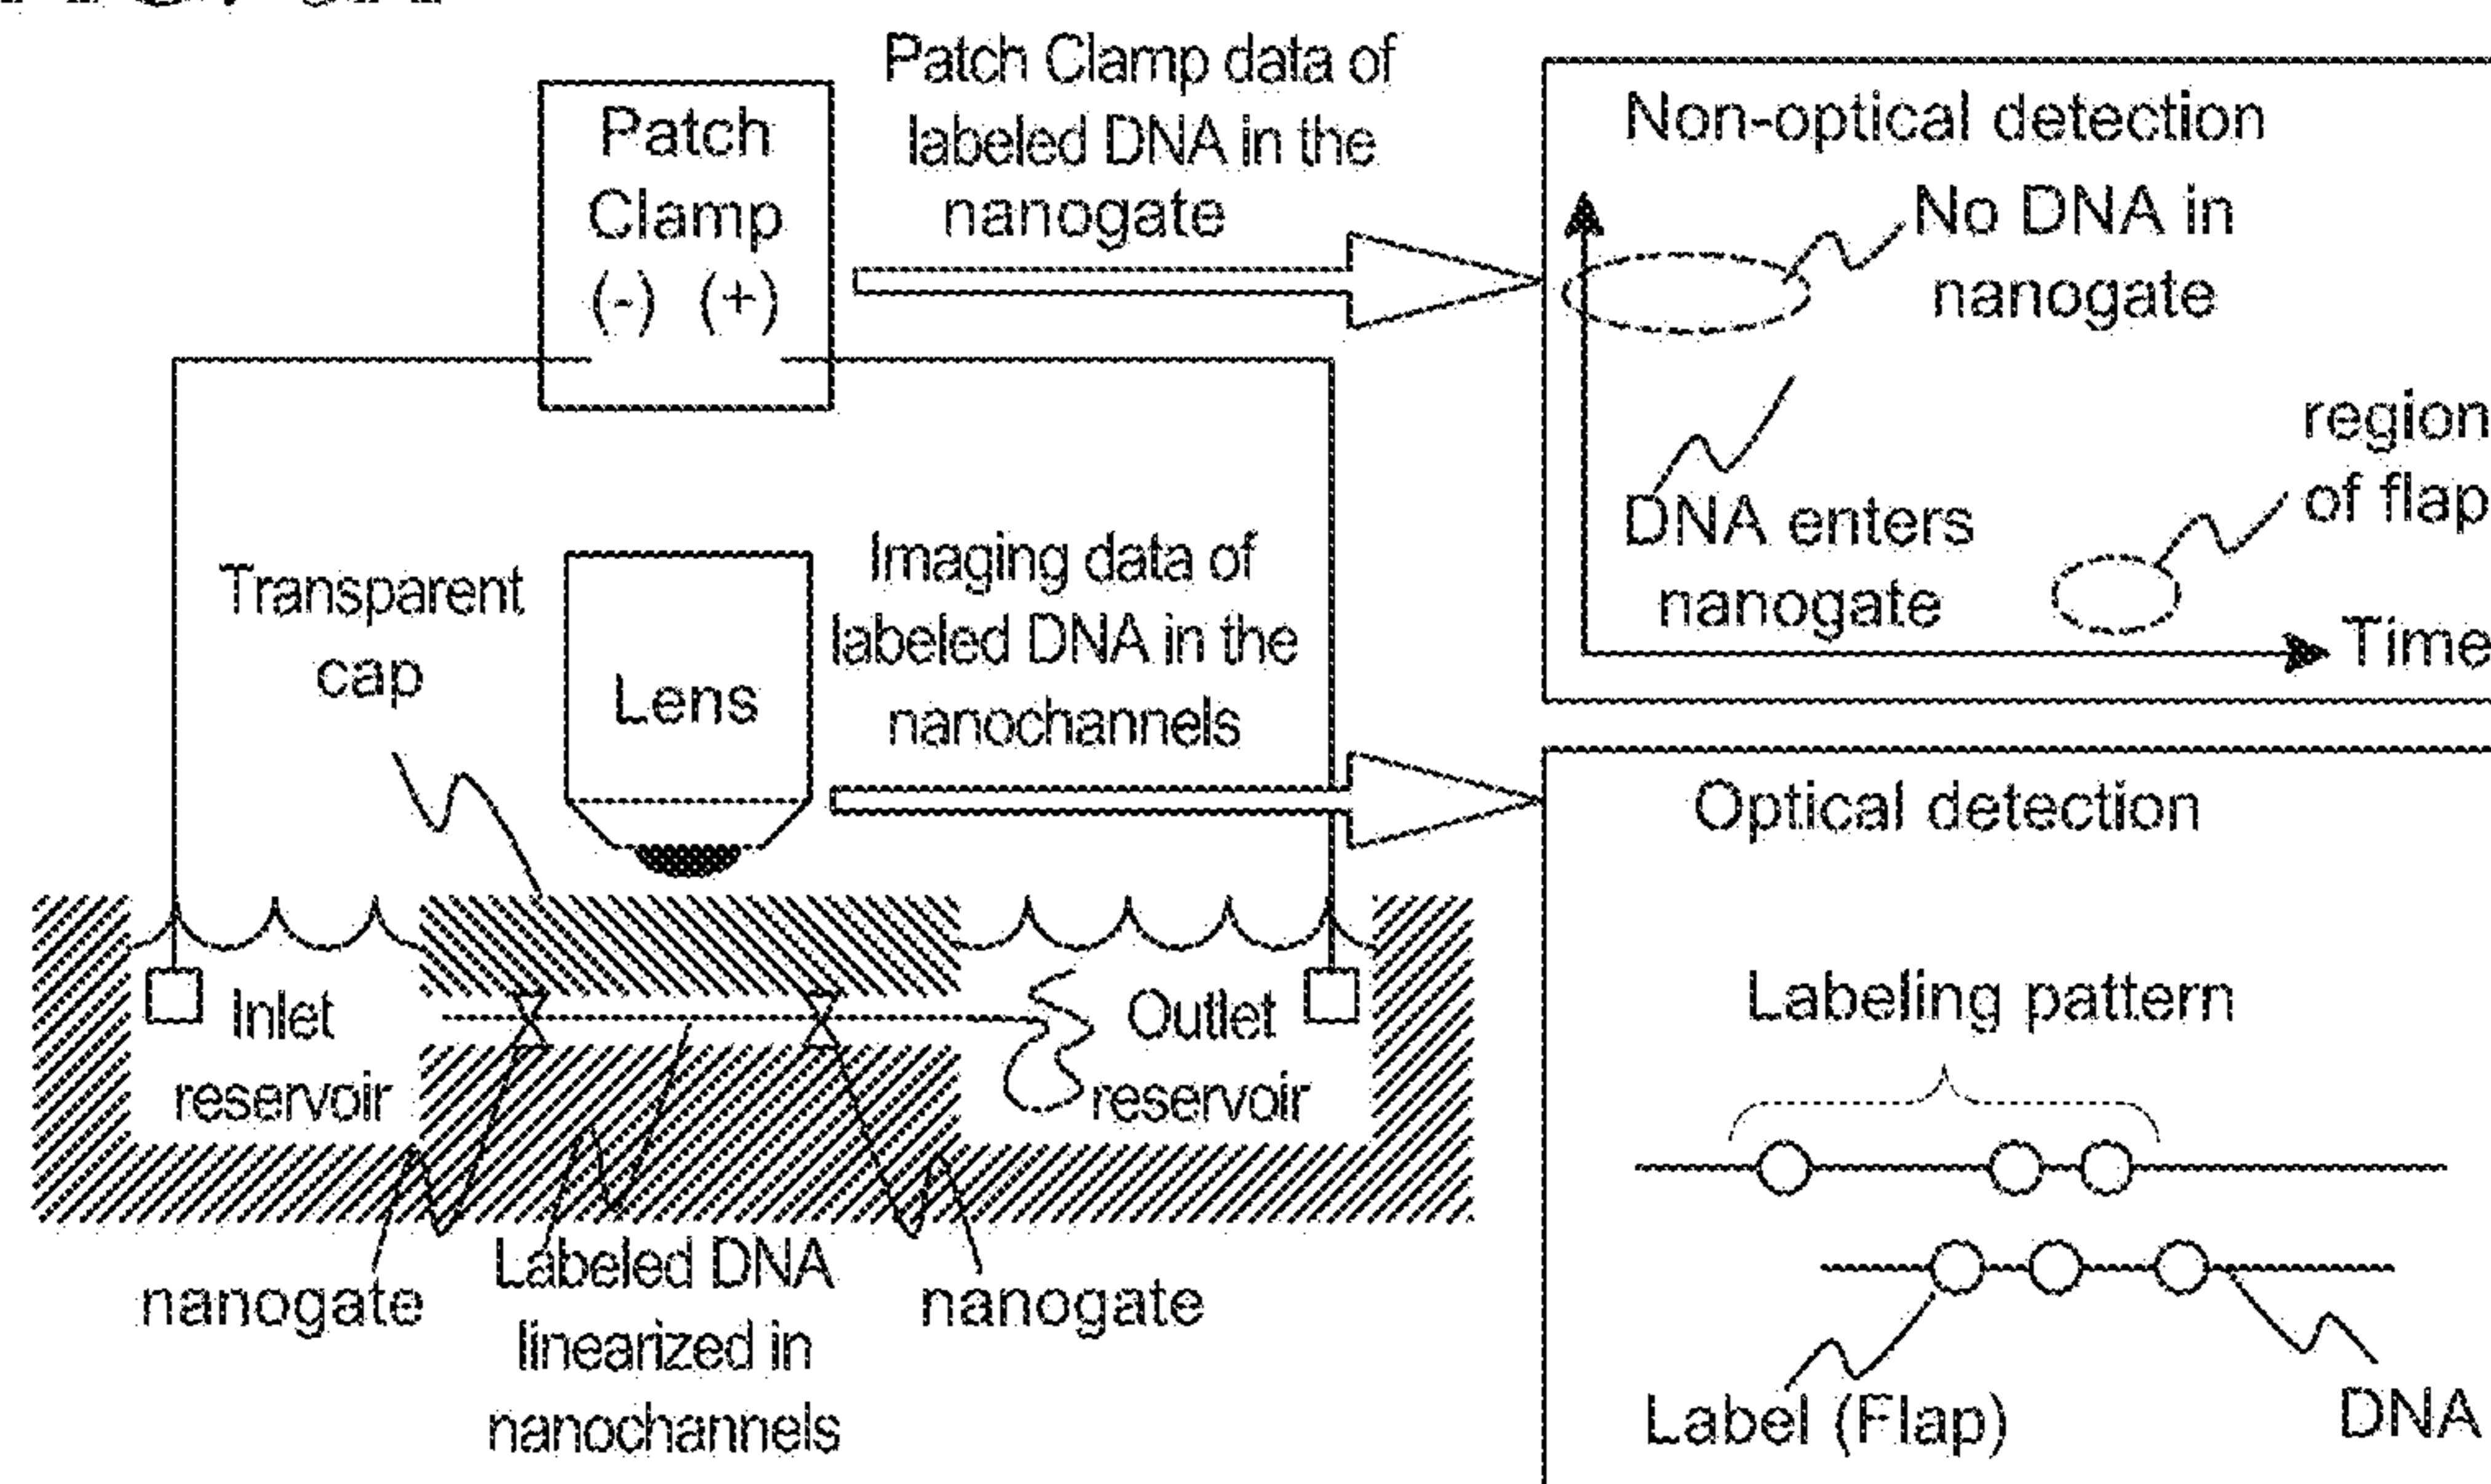 Patch
Clamp
(-) (+)
Patch Clamp data of
labeled DNA in the
nanogate
Non-optical detection
No DNA in
nanogate
DNA enters
nanogate
region
of flap
Time
Transparent
cap
Lens
Imaging data of
labeled DNA in the
nanochannels
Inlet
reservoir
Outlet
reservoir
nanogate
Labeled DNA
linearized in
nanochannels
nanogate
Optical detection
Labeling pattern
Label (Flap)
DNA